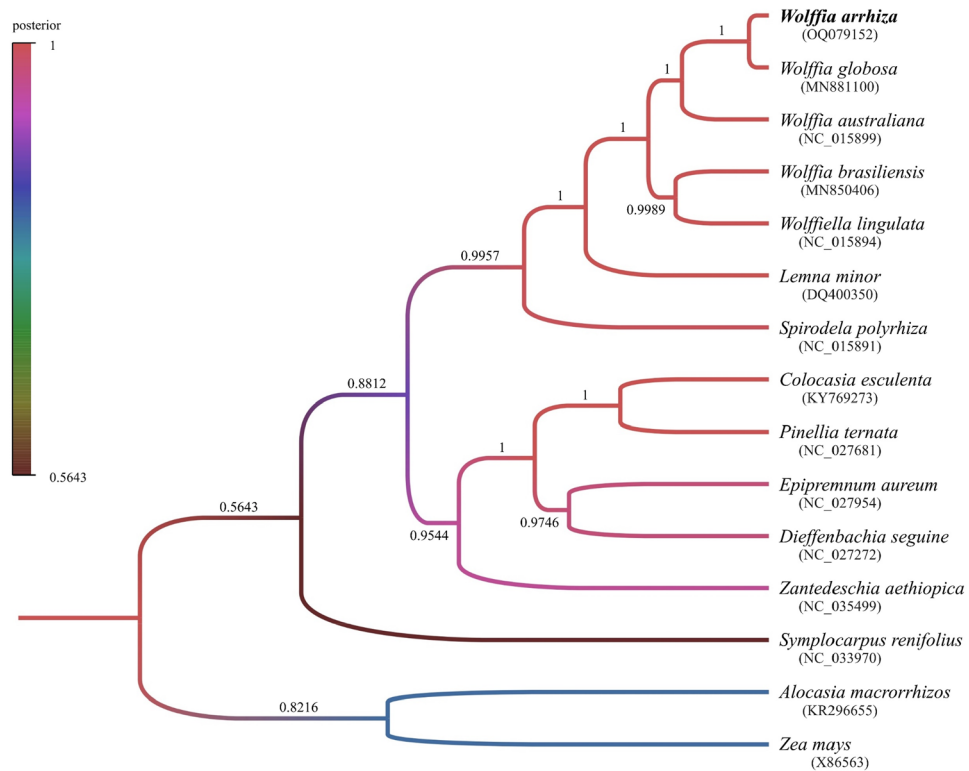 posterior
1
0.5643
Wolffia arrhiza
(OQ079152)
1
Wolffia globosa
(MN881100)
1
Wolffia australiana
(NC_015899)
1
Wolffia brasiliensis
(MN850406)
0.9989
Wolffiella lingulata
(NC_015894)
1
Lemna minor
(DQ400350)
0.9957
Spirodela polyrhiza
(NC_015891)
0.8812
Colocasia esculenta
(KY769273)
1
Pinellia ternata
(NC_027681)
1
Epipremnum aureum
(NC_027954)
0.9746
Dieffenbachia seguine
(NC_027272)
0.9544
Zantedeschia aethiopica
(NC_035499)
0.5643
Symplocarpus renifolius
(NC_033970)
Alocasia macrorrhizos
(KR296655)
0.8216
Zea mays
(X86563)